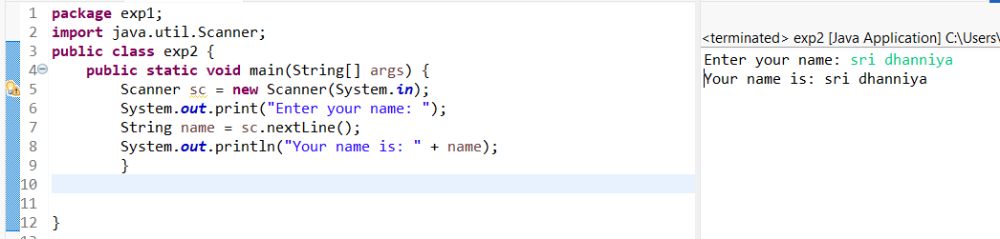 1 package exp1;
2 import java.util.Scanner;
3 public class exp2 {
4 public static void main(String[] args) {
5 Scanner sc = new Scanner(System.in);
6 System.out.print("Enter your name: ");
7 String name = sc.nextLine();
8 System.out.println("Your name is: " + name);
9 }
10
11
12 }
<terminated> exp2 [Java Application] C:\Users\
Enter your name: sri dhanniya
Your name is: sri dhanniya